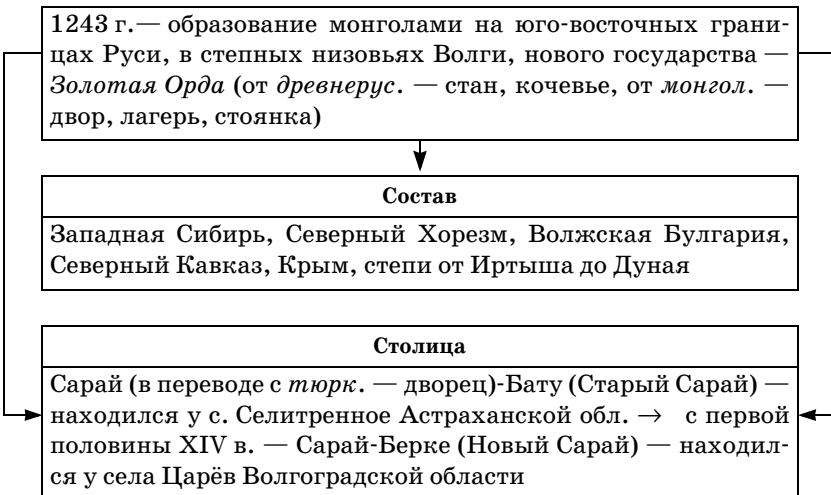 1243 г.— образование монголами на юго-восточных грани-
цах Руси, в степных низовьях Волги, нового государства —
Золотая Орда (от древнерус. — стан, кочевье, от монгол. —
двор, лагерь, стоянка)
Состав
Западная Сибирь, Северный Хорезм, Волжская Булгария,
Северный Кавказ, Крым, степи от Иртыша до Дуная
Столица
Сарай (в переводе с тюрк. — дворец)-Бату (Старый Сарай) —
находился у с. Селитренное Астраханской обл. → с первой
половины XIV в. — Сарай-Берке (Новый Сарай) — находил-
ся у села Царёв Волгоградской области